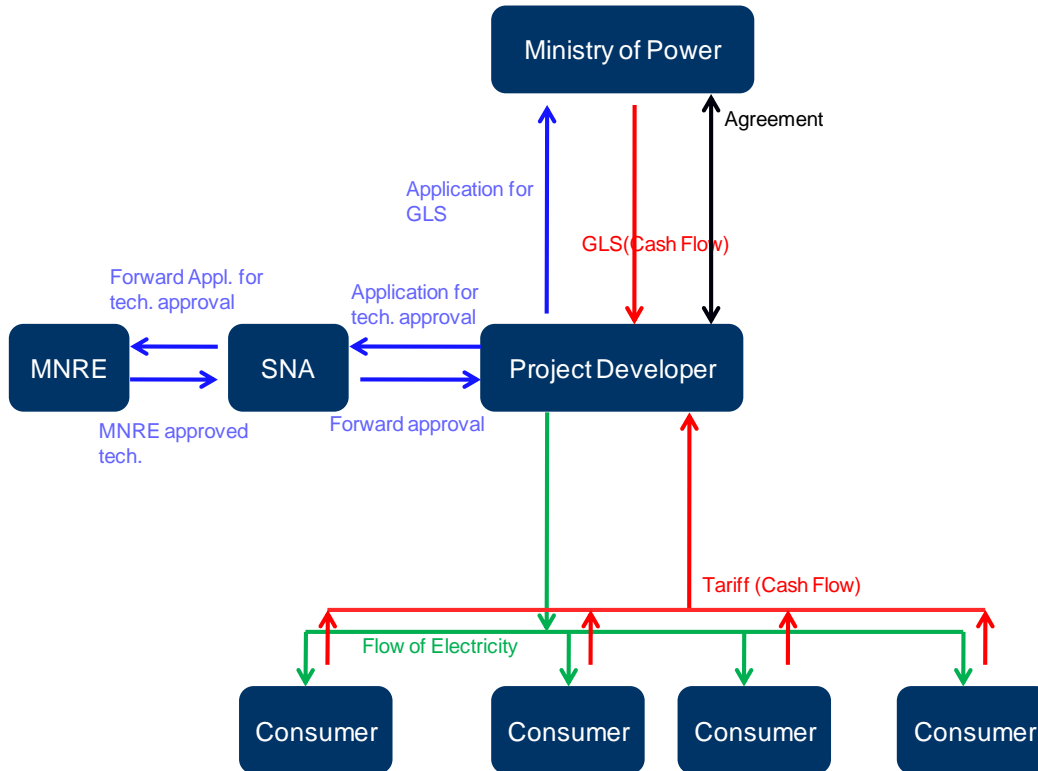 Ministry of Power
Agreement
Application for
GLS
GLS(Cash Flow)
Forward Appl. for
tech. approval
Application for
tech. approval
MNRE
SNA
Project Developer
MNRE approved
tech.
Forward approval
Tariff (Cash Flow)
Flow of Electricity
Consumer
Consumer
Consumer
Consumer